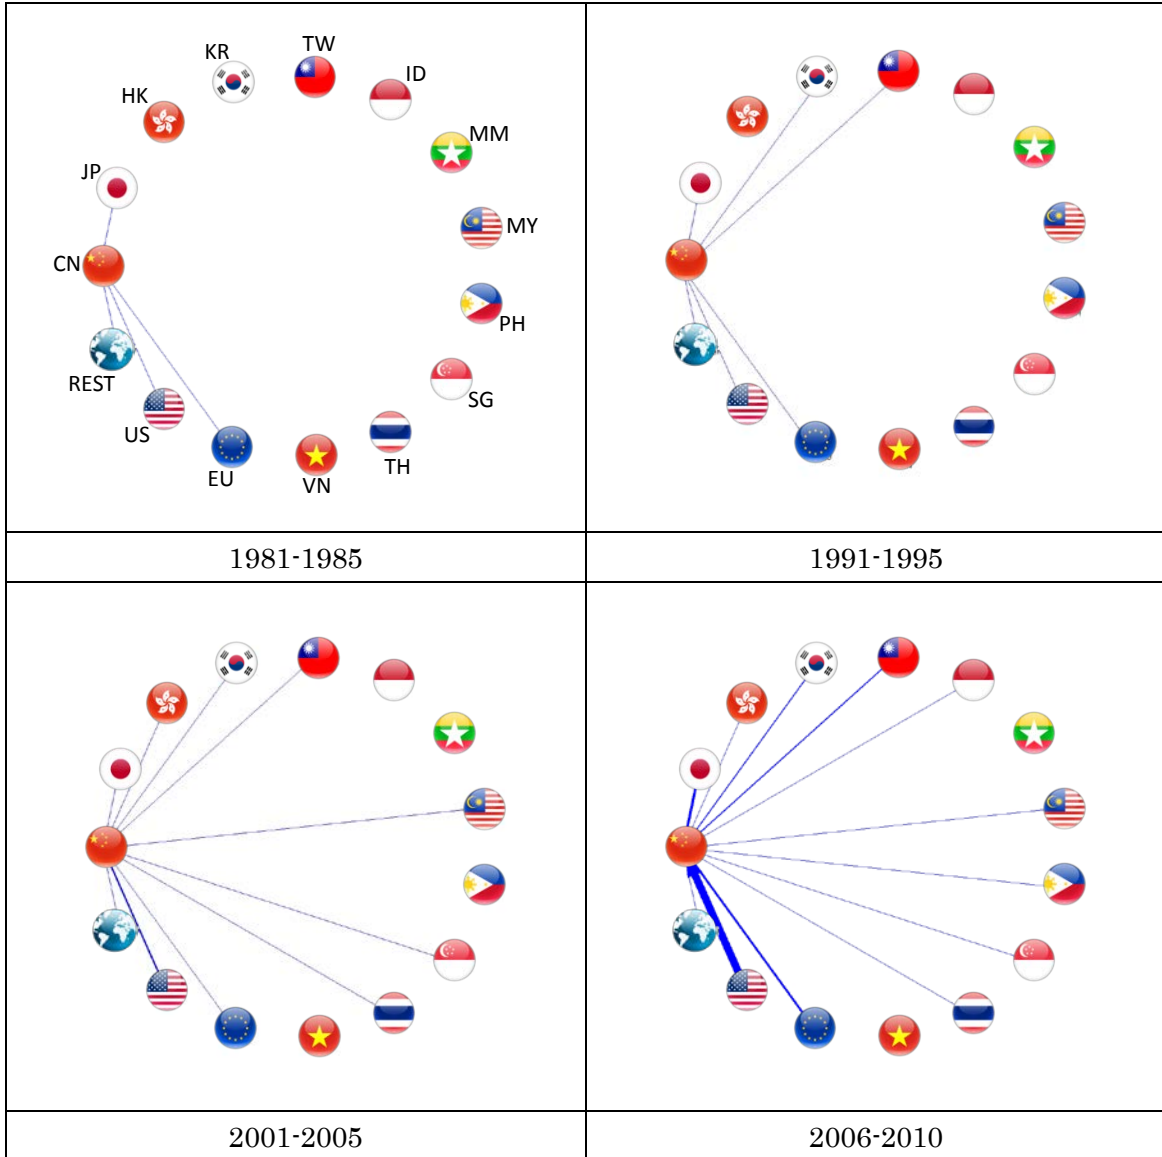 TW
KR
ID
HK
MM
JP
MY
CN
PH
REST
SG
US
TH
EU
VN
1981-1985
1991-1995
2001-2005
2006-2010